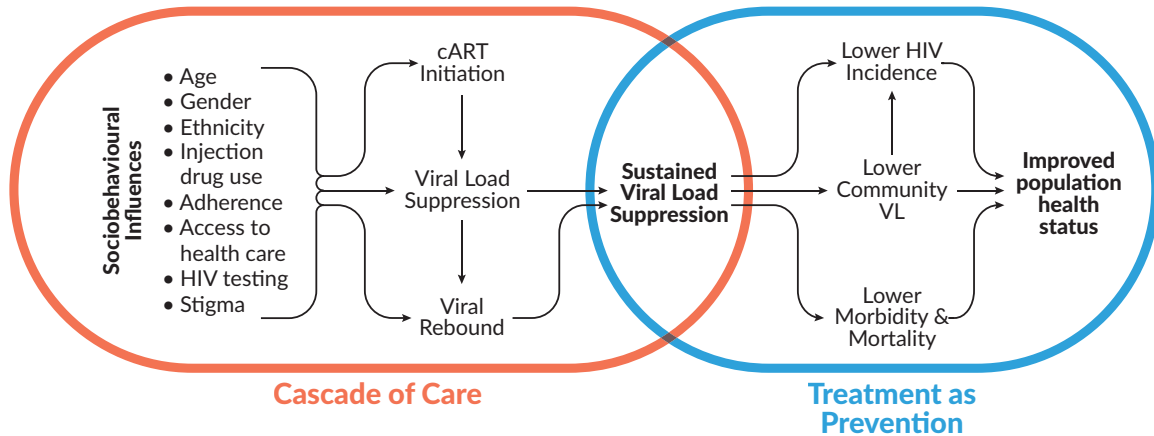 Sociobehavioural
Influences
• Age
• Gender
• Ethnicity
• Injection
drug use
• Adherence
• Access to
health care
• HIV testing
• Stigma
cART
Initiation
Viral Load
Suppression
Viral
Rebound
Sustained
Viral Load
Suppression
Lower HIV
Incidence
Lower
Community
VL
Lower
Morbidity &
Mortality
Improved
population
health
status
Cascade of Care
Treatment as
Prevention